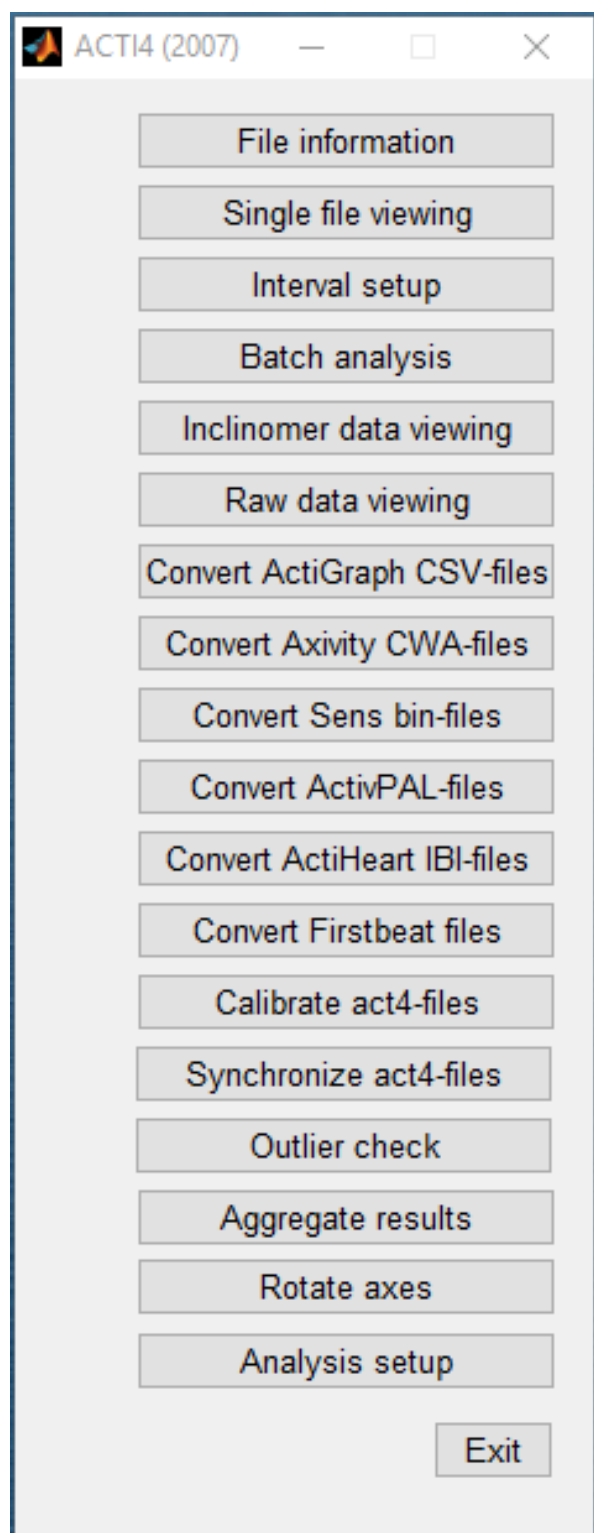 ACTI4 (2007)
File information
Single file viewing
Interval setup
Batch analysis
Inclinomer data viewing
Raw data viewing
Convert ActiGraph CSV-files
Convert Axivity CWA-files
Convert Sens bin-files
Convert ActivPAL-files
Convert ActiHeart IBI-files
Convert Firstbeat files
Calibrate act4-files
Synchronize act4-files
Outlier check
Aggregate results
Rotate axes
Analysis setup
Exit